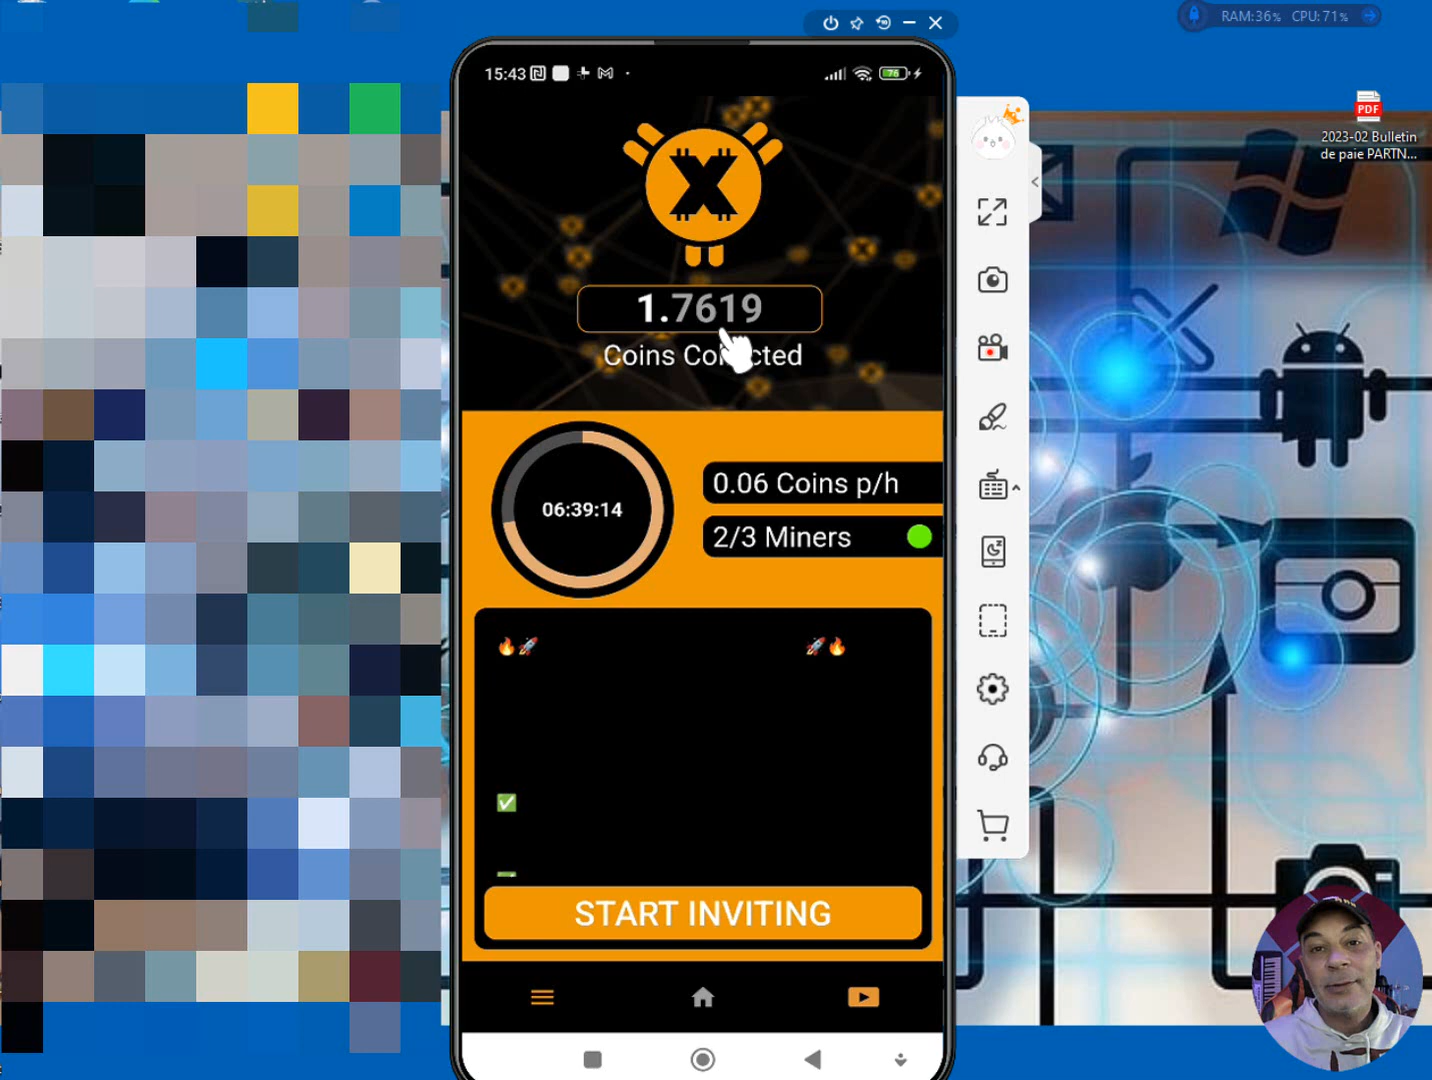 RAM:36% CPU:71%
15:43
76
PDF
2023-02 Bulletin
de paie PARTN...
1.7619
Coins Co cted
06:39:14
0.06 Coins p/h
2/3 Miners
START INVITING